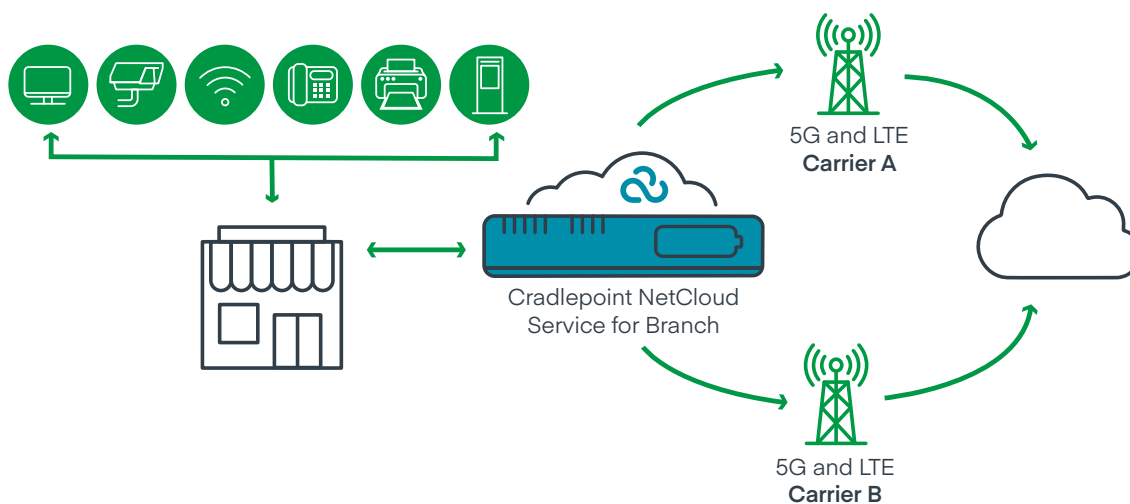 5G and LTE
Carrier A
Cradlepoint NetCloud
Service for Branch
5G and LTE
Carrier B